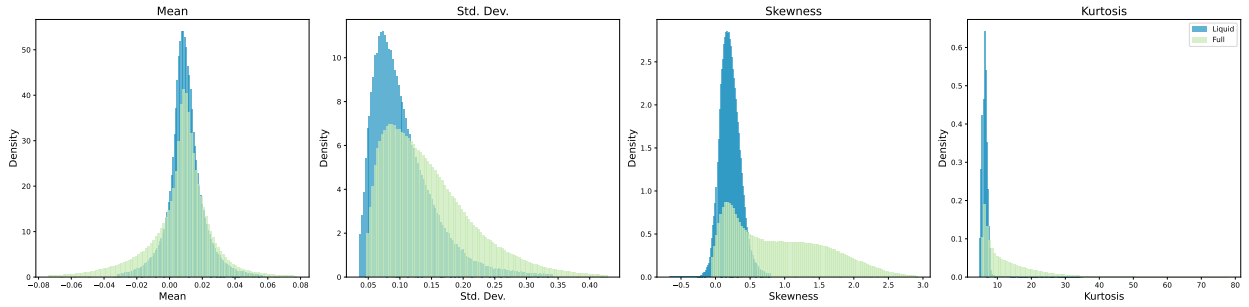 Mean
Density
50
40
30
20
10
0
−0.08 −0.06 −0.04 −0.02 0.00 0.02 0.04 0.06 0.08
Mean
Std. Dev.
Density
10
8
6
4
2
0
0.05 0.10 0.15 0.20 0.25 0.30 0.35 0.40
Std. Dev.
Skewness
Density
2.5
2.0
1.5
1.0
0.5
0.0
−0.5 0.0 0.5 1.0 1.5 2.0 2.5 3.0
Skewness
Kurtosis
Liquid
Full
Density
0.6
0.5
0.4
0.3
0.2
0.1
0.0
10 20 30 40 50 60 70 80
Kurtosis